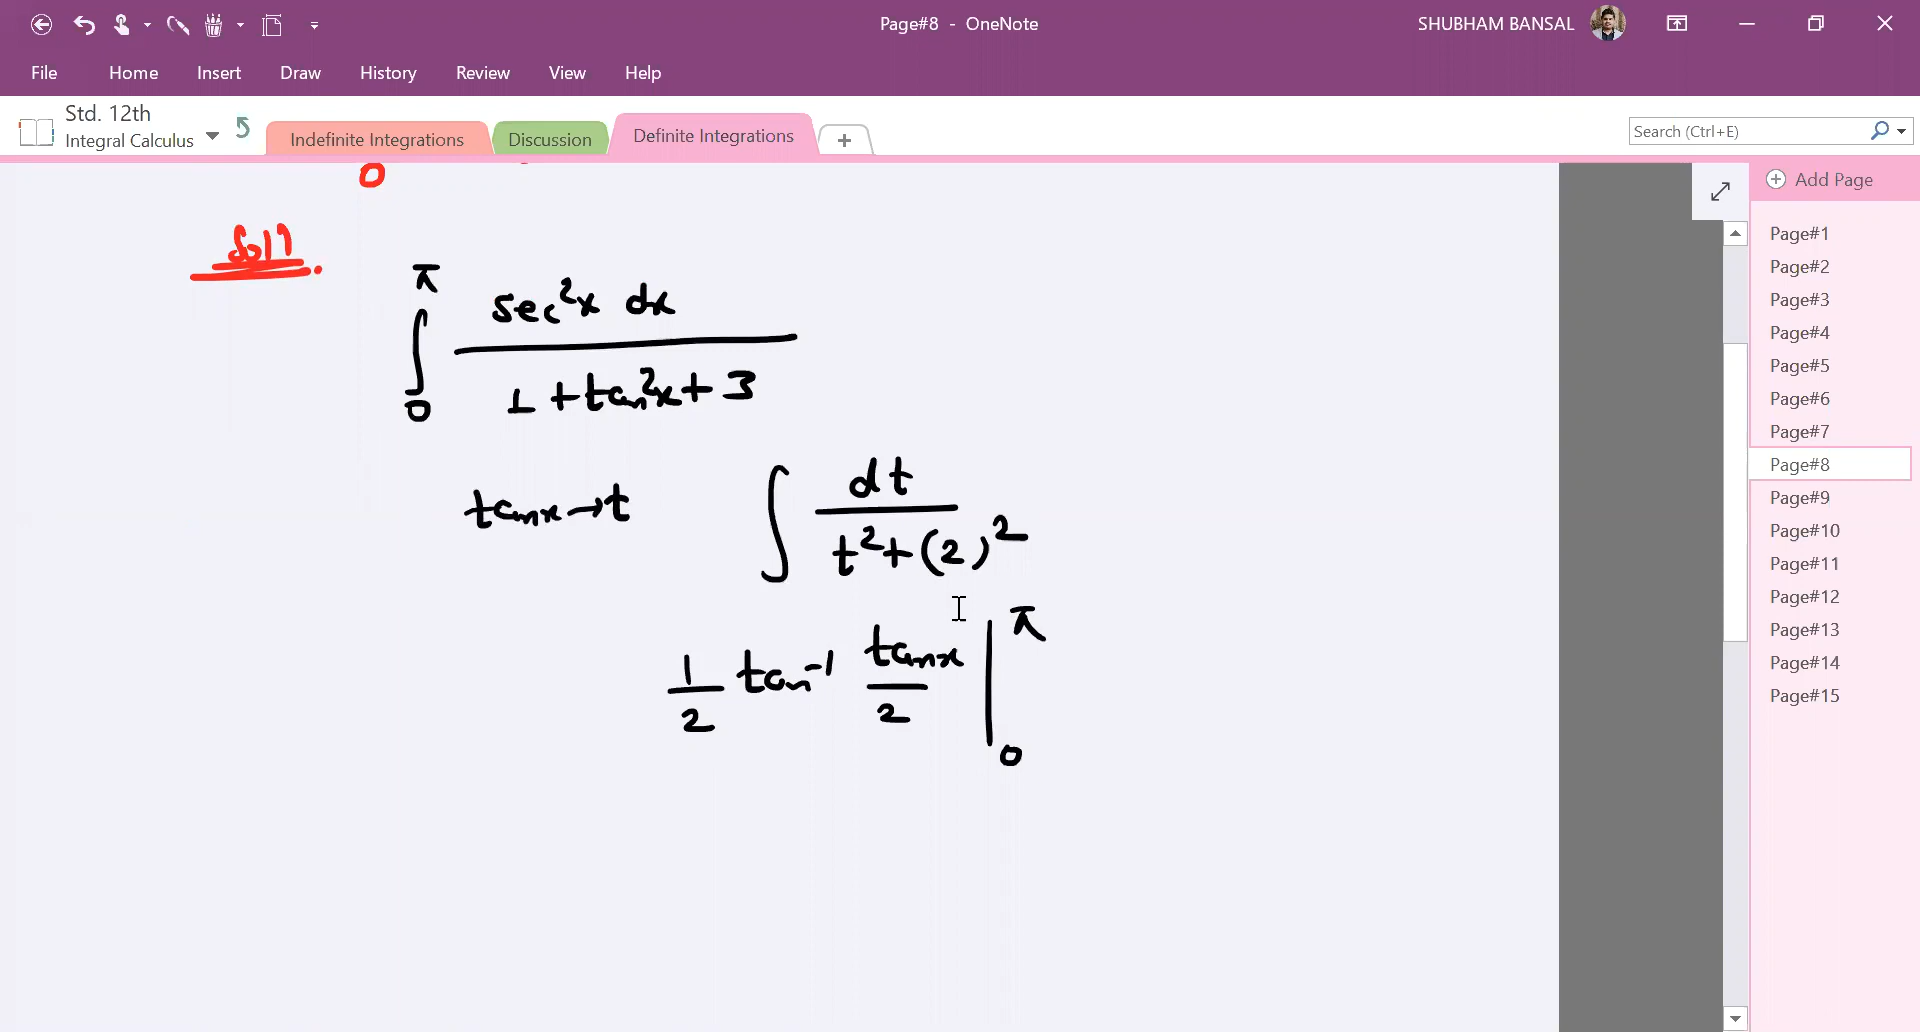 Page#8 - OneNote
SHUBHAM BANSAL
File Home Insert Draw History Review View Help
Std. 12th
Integral Calculus
Indefinite Integrations
Discussion
Definite Integrations
+
Search (Ctrl+E)
Add Page
Page#1
Page#2
Page#3
Page#4
Page#5
Page#6
Page#7
Page#8
Page#9
Page#10
Page#11
Page#12
Page#13
Page#14
Page#15
0
Solⁿ.
π
∫ sec²x dx
0 1 + tan²x + 3
tanx → t
∫ dt
t² + (2)²
1 tan⁻¹ tanx | π
2 2 0